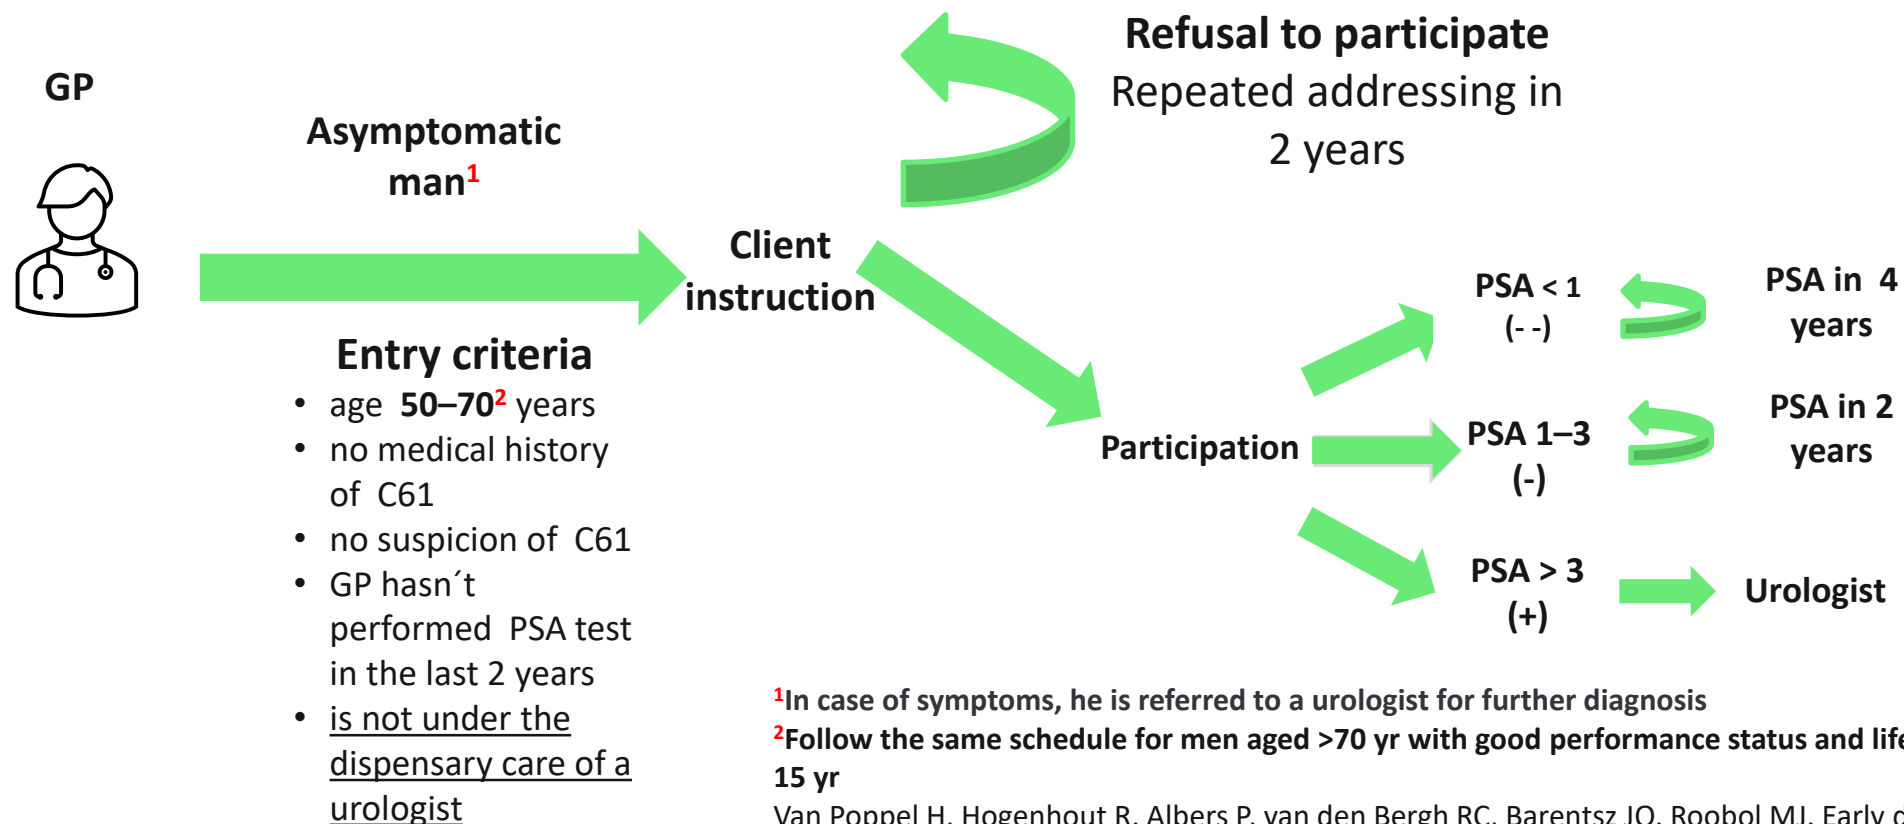 GP
Asymptomatic
man¹
Refusal to participate
Repeated addressing in
2 years
Client
instruction
Entry criteria
• age 50–70² years
• no medical history
of C61
• no suspicion of C61
• GP hasn´t
performed PSA test
in the last 2 years
• is not under the
dispensary care of a
urologist
Participation
PSA < 1
(- -)
PSA in 4
years
PSA 1–3
(-)
PSA in 2
years
PSA > 3
(+)
Urologist
¹In case of symptoms, he is referred to a urologist for further diagnosis
²Follow the same schedule for men aged >70 yr with good performance status and life
15 yr
Van Poppel H, Hogenhout R, Albers P, van den Bergh RC, Barentsz JO, Roobol MJ. Early